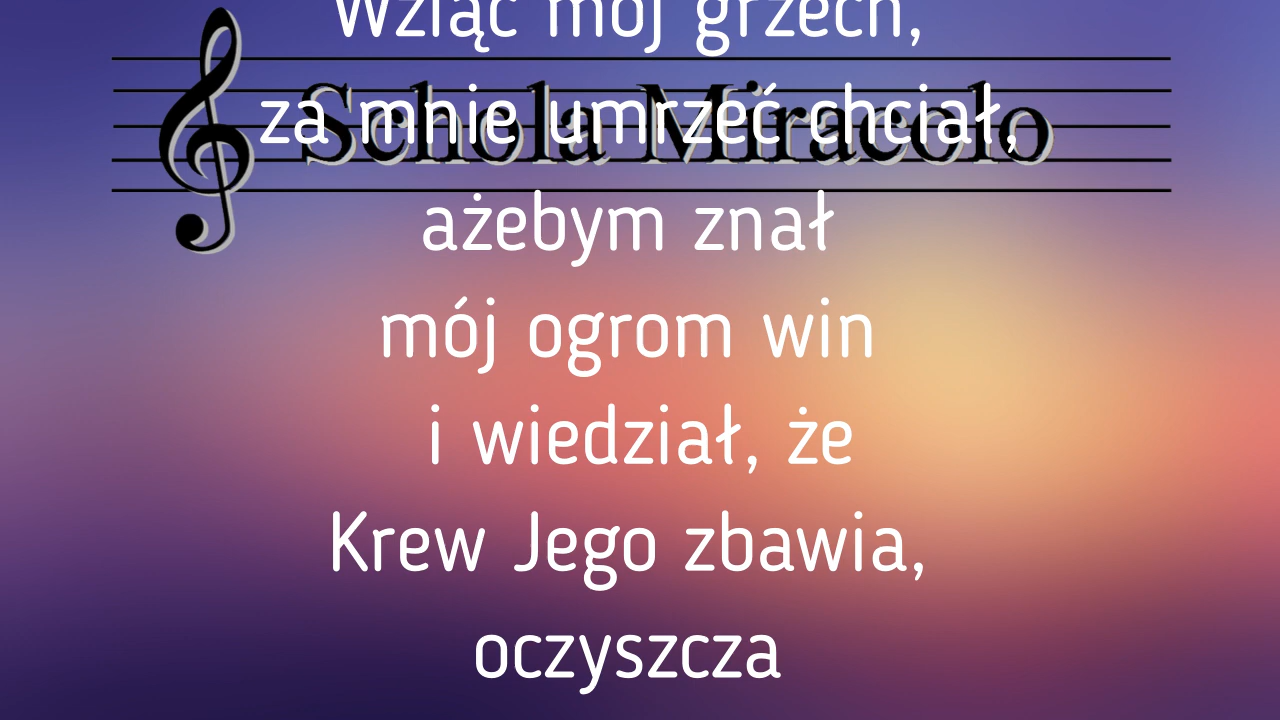 Wziąć mój grzech,
za mnie umrzeć chciał,
Schola Miracolo
ażebym znał
mój ogrom win
i wiedział, że
Krew Jego zbawia,
oczyszcza